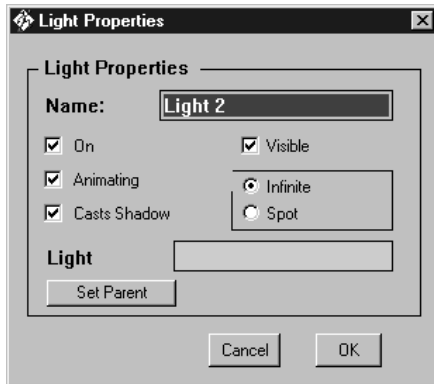 Light Properties
Light Properties
Name: Light 2
On Visible
Animating Infinite
Casts Shadow Spot
Light
Set Parent
Cancel OK